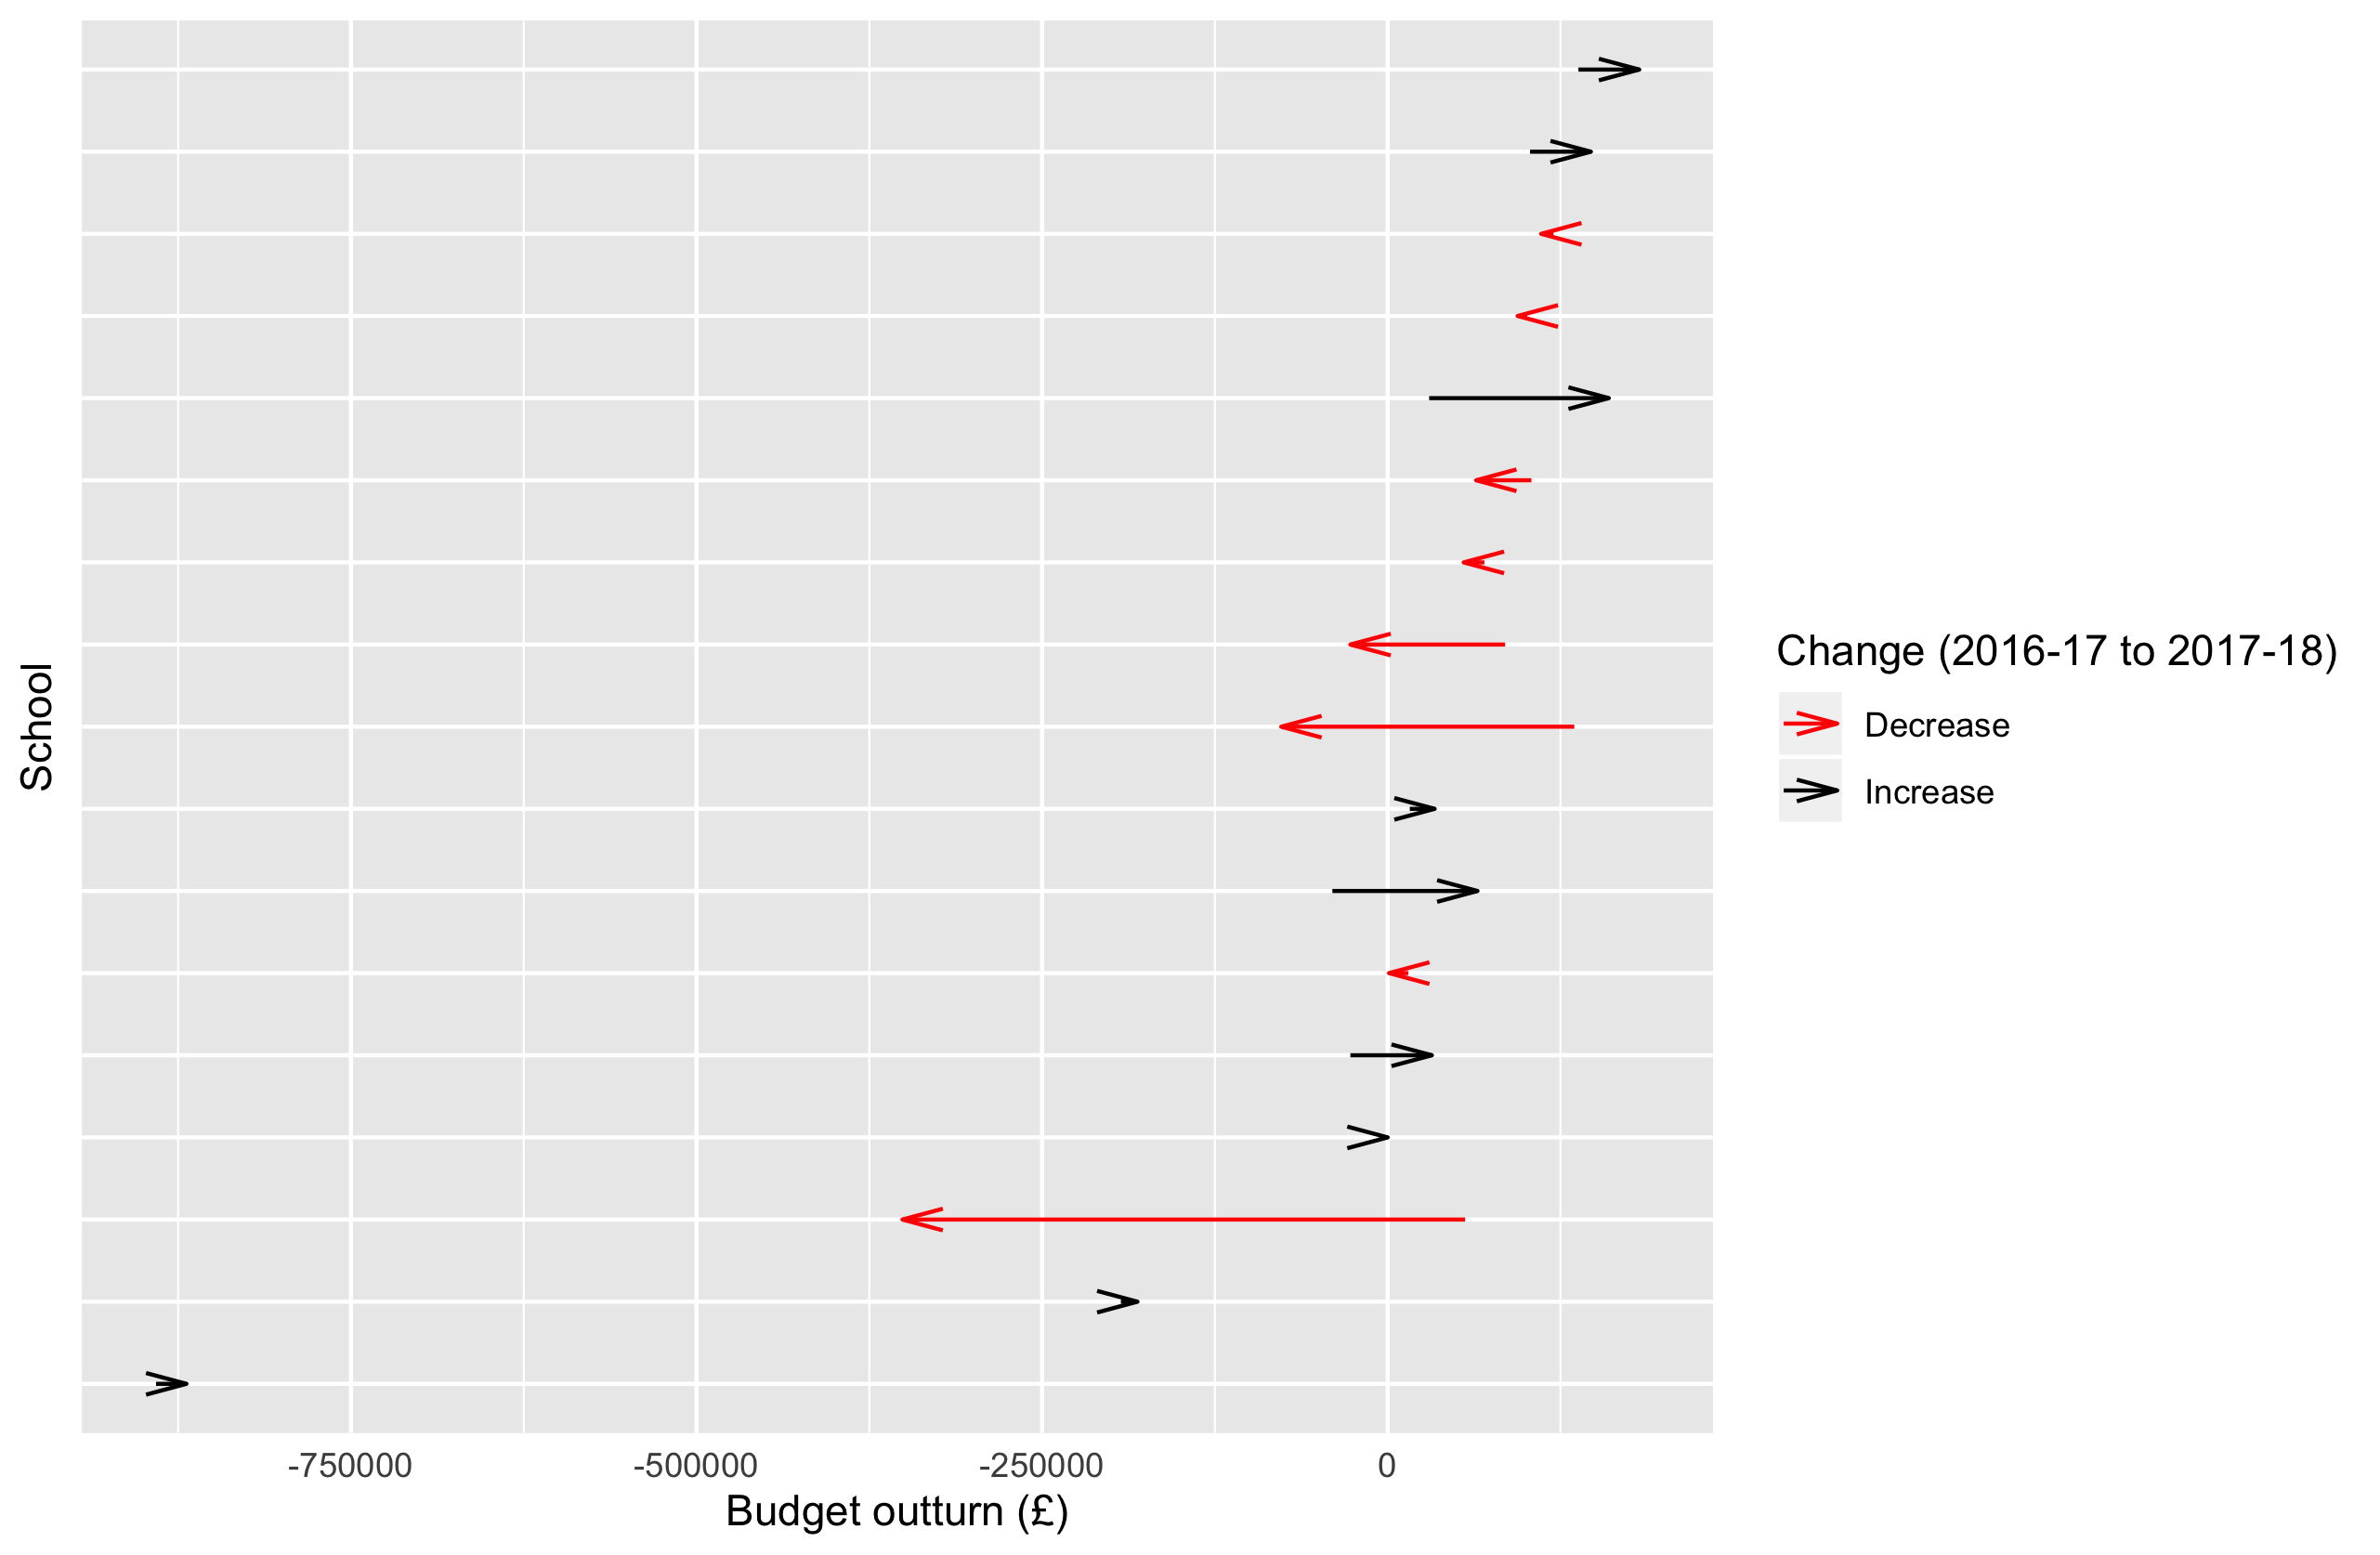 School
-750000
-500000
-250000
0
Budget outturn (£)
Change (2016-17 to 2017-18)
Decrease
Increase